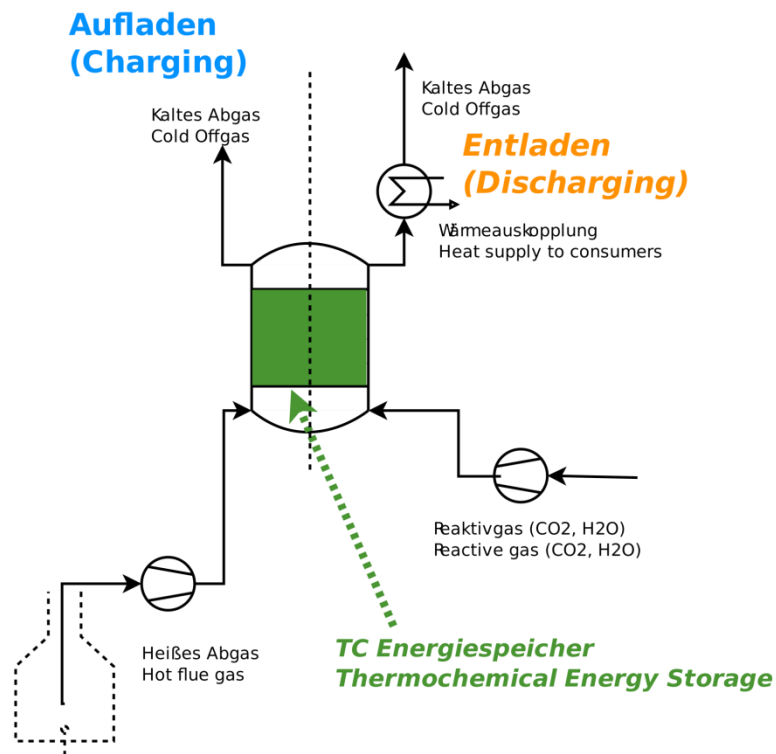 Aufladen
(Charging)
Kaltes Abgas
Cold Offgas
Kaltes Abgas
Cold Offgas
Entladen
(Discharging)
Wärmeauskopplung
Heat supply to consumers
Reaktivgas (CO2, H2O)
Reactive gas (CO2, H2O)
Heißes Abgas
Hot flue gas
TC Energiespeicher
Thermochemical Energy Storage